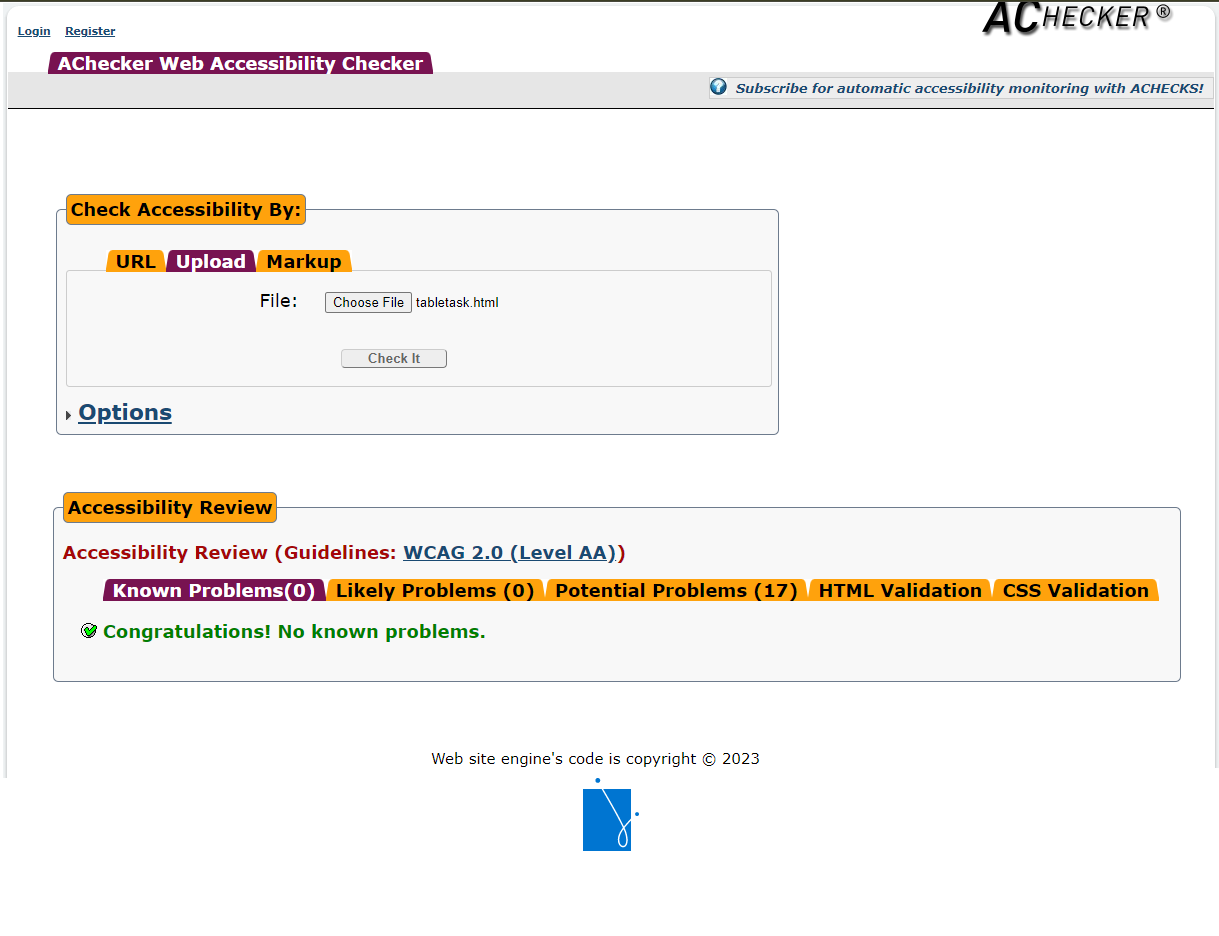 ACHECKER ®
Login Register
AChecker Web Accessibility Checker
Subscribe for automatic accessibility monitoring with ACHECKS!
Check Accessibility By:
URL Upload Markup
File: Choose File tabletask.html
Check It
Options
Accessibility Review
Accessibility Review (Guidelines: WCAG 2.0 (Level AA))
Known Problems(0) Likely Problems (0) Potential Problems (17) HTML Validation CSS Validation
Congratulations! No known problems.
Web site engine's code is copyright © 2023